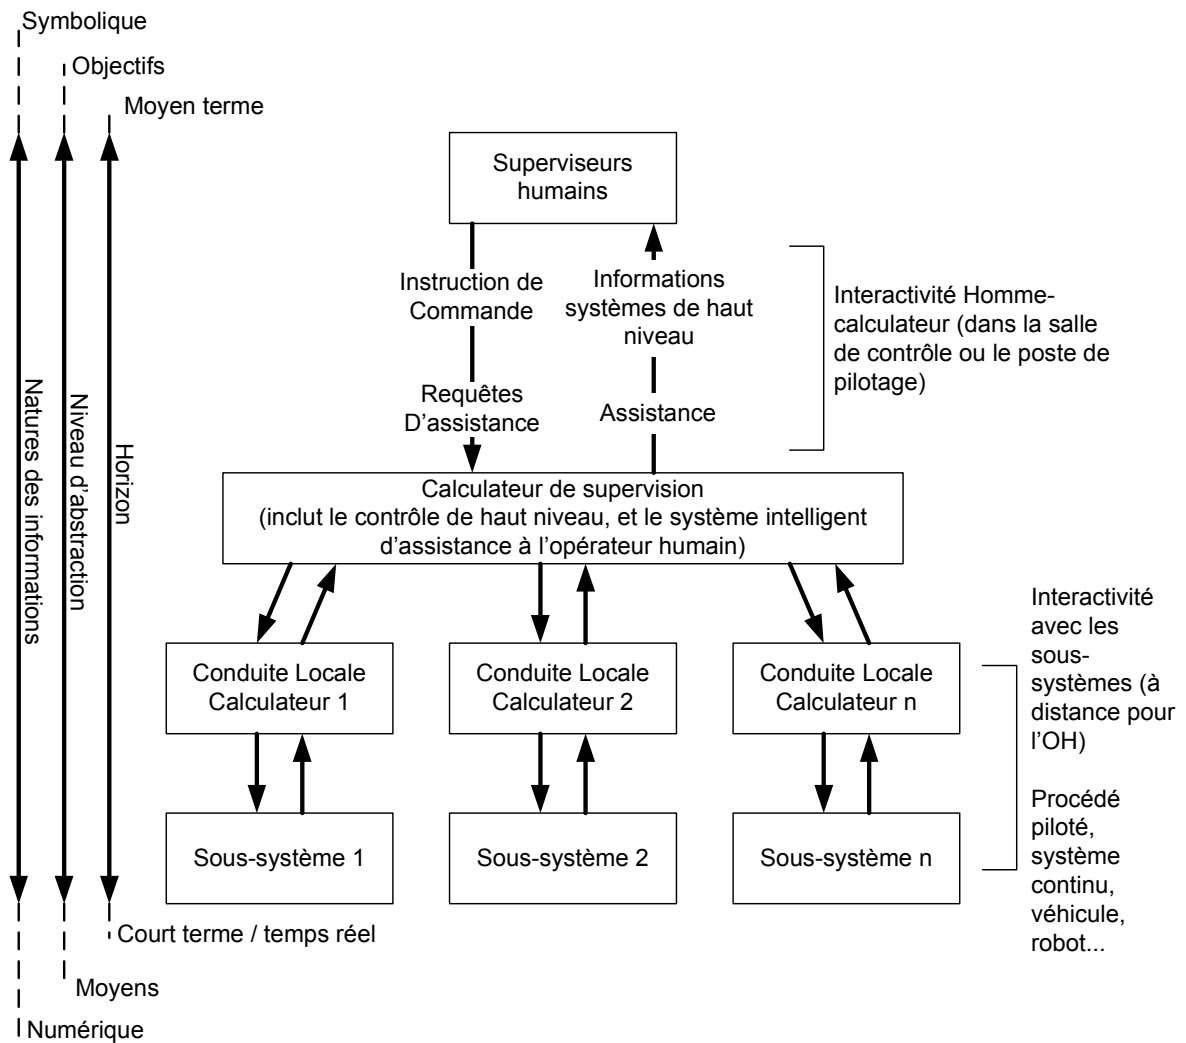 Symbolique
Objectifs
Moyen terme
Superviseurs
humains
Instruction de
Commande
Informations
systèmes de haut
niveau
Requêtes
D'assistance
Assistance
Interactivité Homme-
calculateur (dans la salle
de contrôle ou le poste de
pilotage)
Natures des informations
Niveau d'abstraction
Horizon
Calculateur de supervision
(inclut le contrôle de haut niveau, et le système intelligent
d'assistance à l'opérateur humain)
Conduite Locale
Calculateur 1
Conduite Locale
Calculateur 2
Conduite Locale
Calculateur n
Interactivité
avec les
sous-
systèmes (à
distance pour
l'OH)
Procédé
piloté,
système
continu,
véhicule,
robot...
Sous-système 1
Sous-système 2
Sous-système n
Court terme / temps réel
Moyens
Numérique